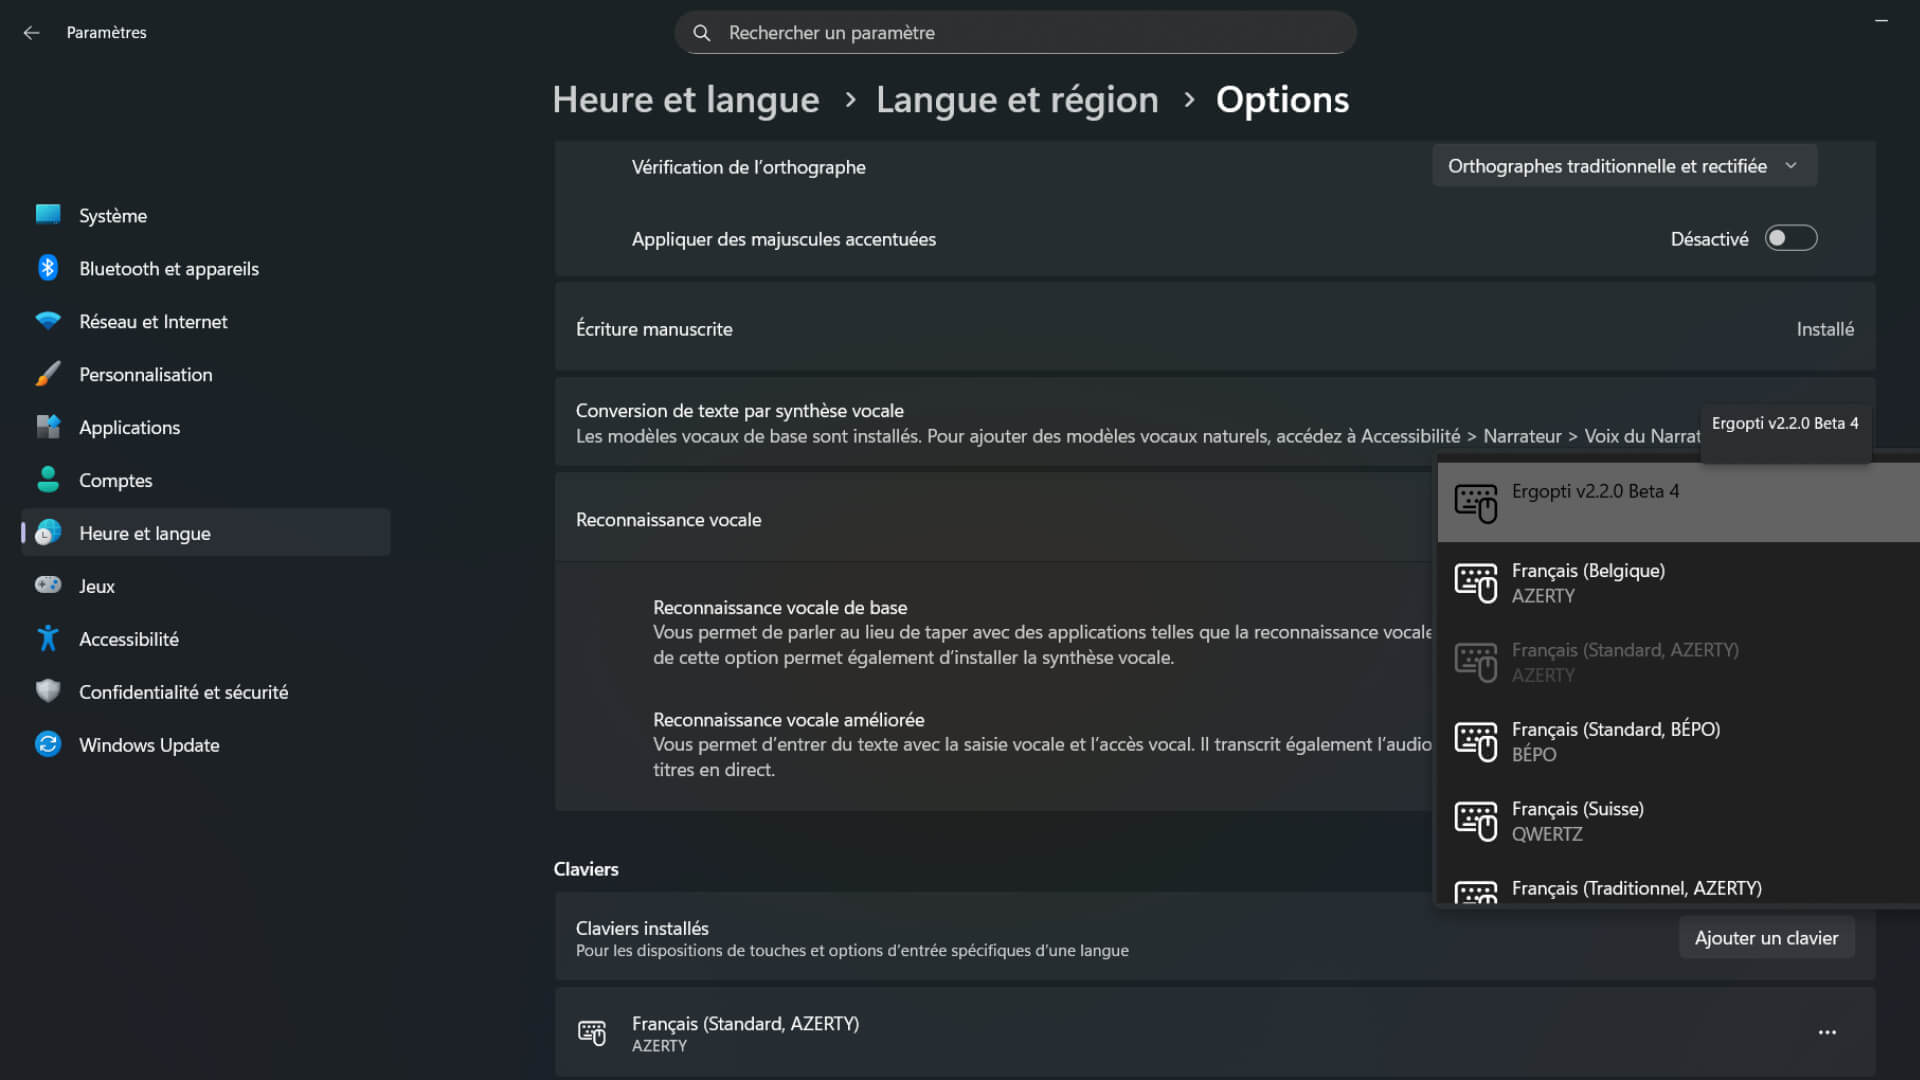 Paramètres
Rechercher un paramètre
Heure et langue > Langue et région > Options
Système
Bluetooth et appareils
Réseau et Internet
Personnalisation
Applications
Comptes
Heure et langue
Jeux
Accessibilité
Confidentialité et sécurité
Windows Update
Vérification de l'orthographe
Orthographes traditionnelle et rectifiée
Appliquer des majuscules accentuées
Désactivé
Écriture manuscrite
Installé
Conversion de texte par synthèse vocale
Les modèles vocaux de base sont installés. Pour ajouter des modèles vocaux naturels, accédez à Accessibilité > Narrateur > Voix du Narrat
Reconnaissance vocale
Reconnaissance vocale de base
Vous permet de parler au lieu de taper avec des applications telles que la reconnaissance vocale
de cette option permet également d'installer la synthèse vocale.
Reconnaissance vocale améliorée
Vous permet d'entrer du texte avec la saisie vocale et l'accès vocal. Il transcrit également l'audio
titres en direct.
Ergopti v2.2.0 Beta 4
Ergopti v2.2.0 Beta 4
Français (Belgique)
AZERTY
Français (Standard, AZERTY)
AZERTY
Français (Standard, BÉPO)
BÉPO
Français (Suisse)
QWERTZ
Français (Traditionnel, AZERTY)
Claviers
Claviers installés
Pour les dispositions de touches et options d'entrée spécifiques d'une langue
Ajouter un clavier
Français (Standard, AZERTY)
AZERTY